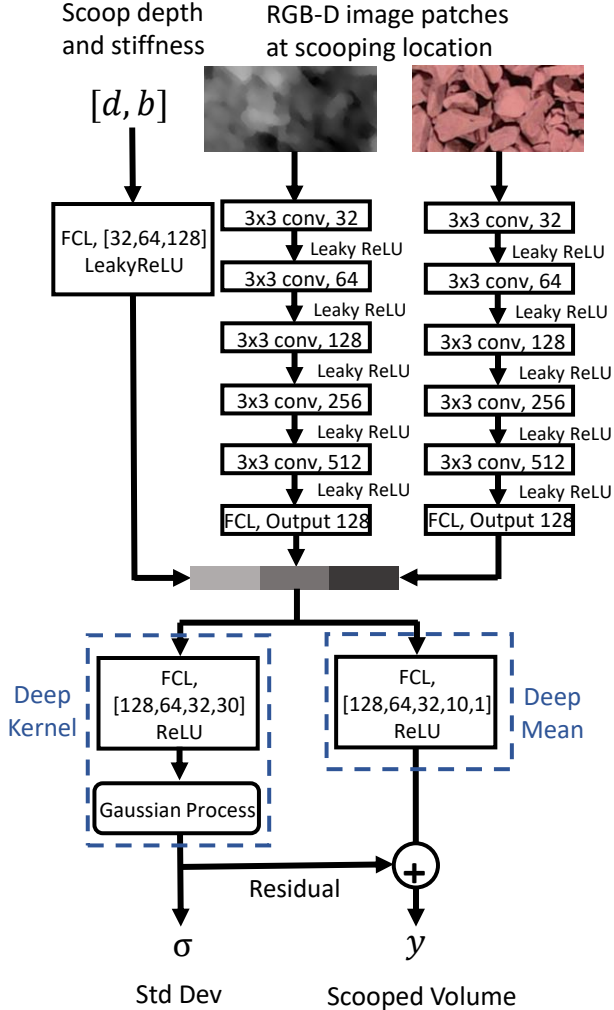 Scoop depth
and stiffness
RGB-D image patches
at scooping location
[d, b]
FCL, [32,64,128]
LeakyReLU
3x3 conv, 32
Leaky ReLU
3x3 conv, 64
Leaky ReLU
3x3 conv, 128
Leaky ReLU
3x3 conv, 256
Leaky ReLU
3x3 conv, 512
Leaky ReLU
FCL, Output 128
3x3 conv, 32
Leaky ReLU
3x3 conv, 64
Leaky ReLU
3x3 conv, 128
Leaky ReLU
3x3 conv, 256
Leaky ReLU
3x3 conv, 512
Leaky ReLU
FCL, Output 128
Deep
Kernel
FCL,
[128,64,32,30]
ReLU
Gaussian Process
FCL,
[128,64,32,10,1]
ReLU
Deep
Mean
Residual
+
σ
y
Std Dev
Scooped Volume